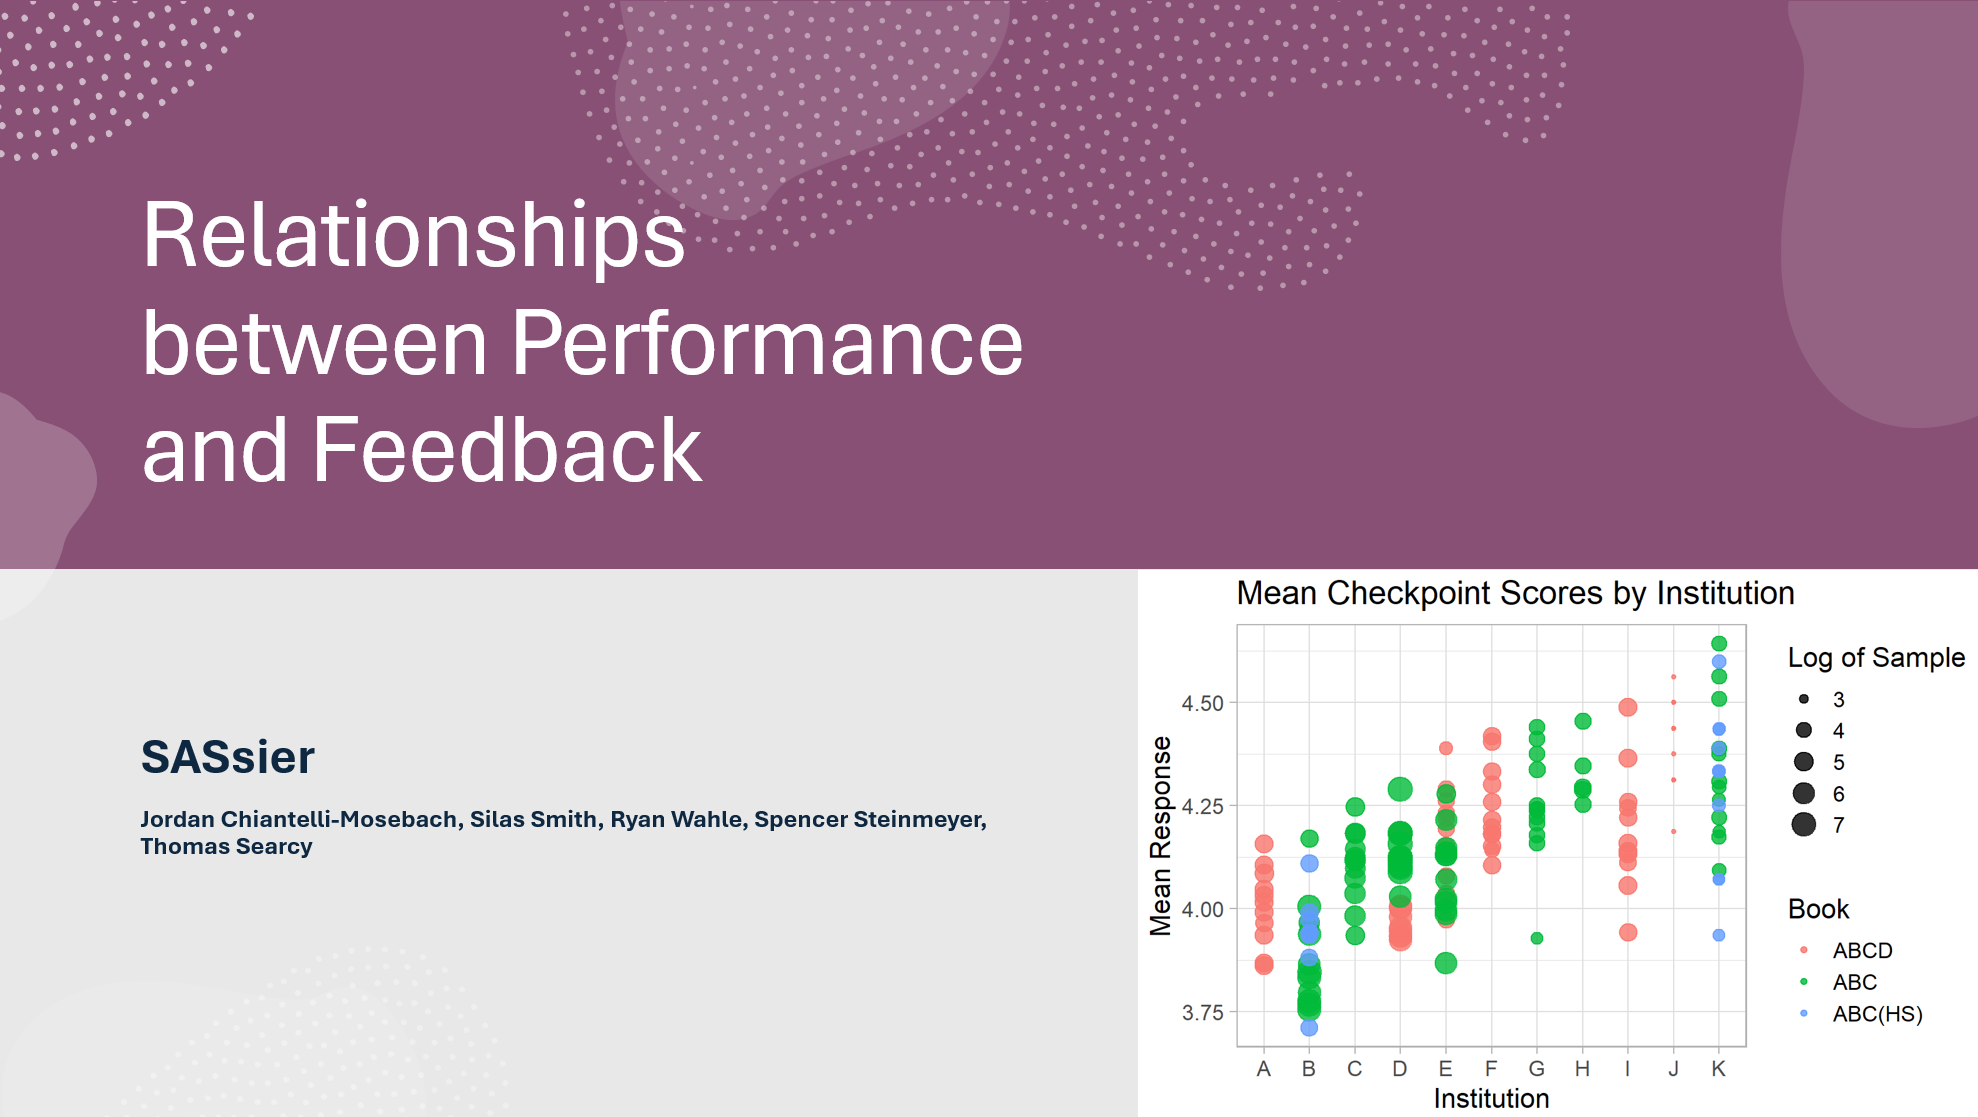 Relationships
between Performance
and Feedback
SASsier
Jordan Chiantelli-Mosebach, Silas Smith, Ryan Wahle, Spencer Steinmeyer,
Thomas Searcy
Mean Checkpoint Scores by Institution
Mean Response
4.50
4.25
4.00
3.75
A B C D E F G H I J K
Institution
Log of Sample
3
4
5
6
7
Book
ABCD
ABC
ABC(HS)